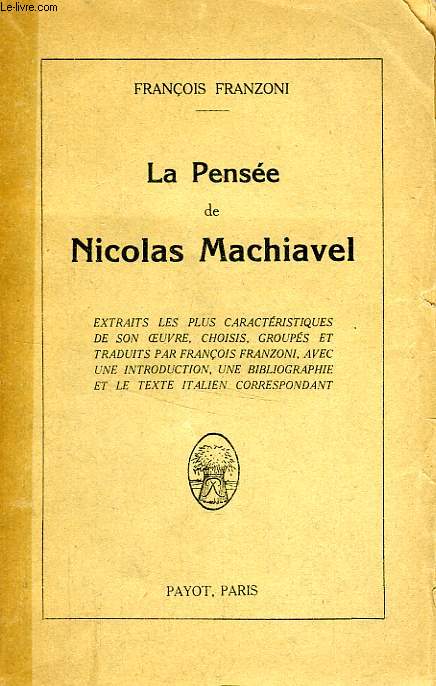 Le-livre.com
FRANÇOIS FRANZONI
La Pensée
de
Nicolas Machiavel
EXTRAITS LES PLUS CARACTÉRISTIQUES
DE SON ŒUVRE, CHOISIS, GROUPÉS ET
TRADUITS PAR FRANÇOIS FRANZONI, AVEC
UNE INTRODUCTION, UNE BIBLIOGRAPHIE
ET LE TEXTE ITALIEN CORRESPONDANT
PAYOT, PARIS